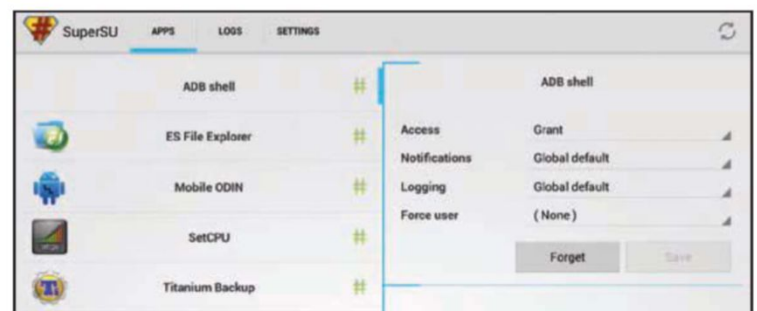 SuperSU APPS LOGS SETTINGS
ADB shell #
ES File Explorer #
Mobile ODIN #
SetCPU #
Titanium Backup #
ADB shell
Access Grant
Notifications Global default
Logging Global default
Force user (None)
Forget Save